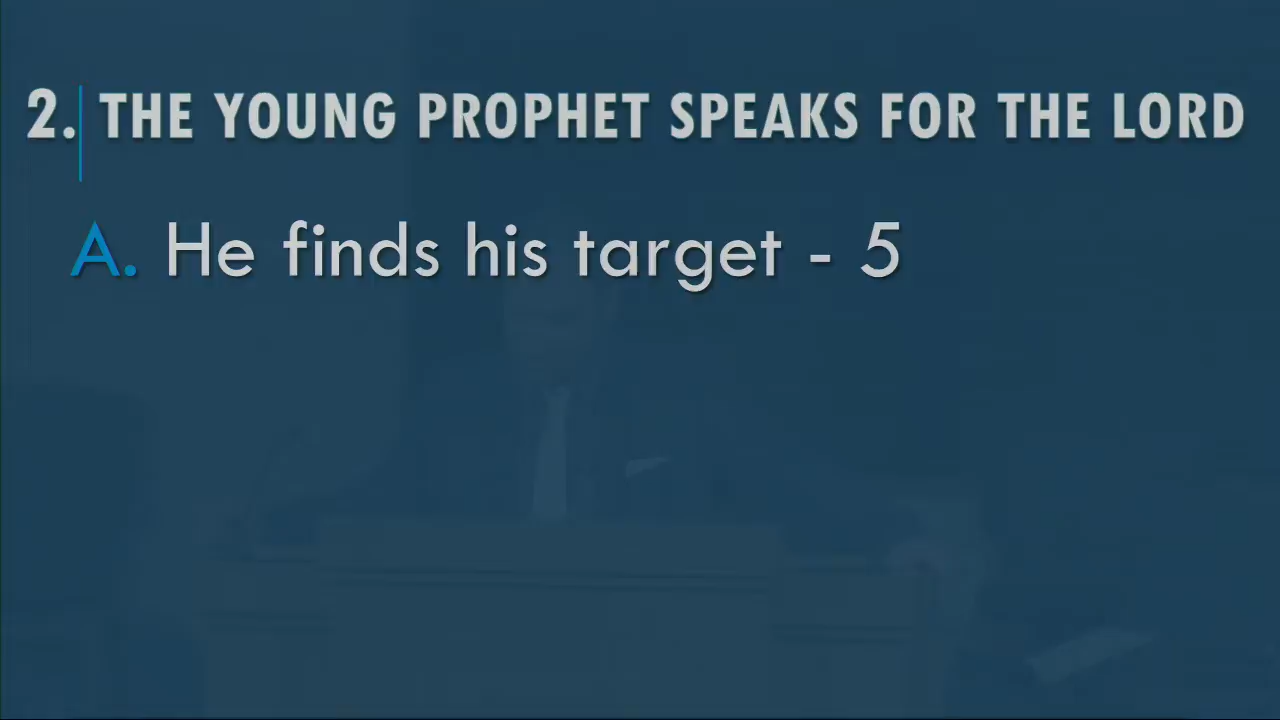 2. THE YOUNG PROPHET SPEAKS FOR THE LORD
A. He finds his target - 5